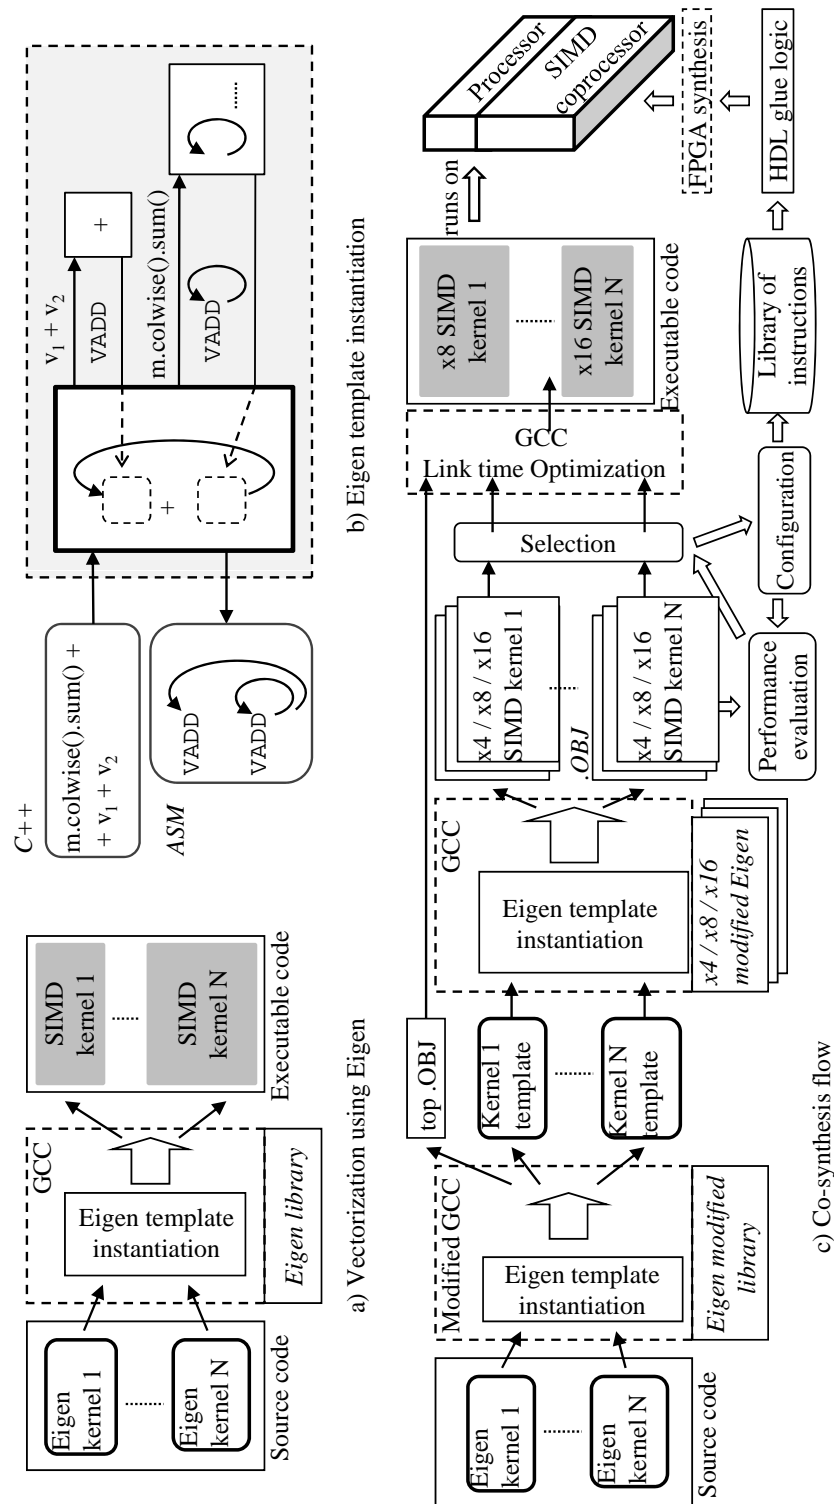 Source code
Eigen
kernel 1
Eigen
kernel N
GCC
Eigen template
instantiation
Eigen library
SIMD
kernel 1
SIMD
kernel N
Executable code
a) Vectorization using Eigen
C++
m.colwise().sum() +
+ v1 + v2
ASM
VADD
VADD
+
v1 + v2
VADD
+
m.colwise().sum()
VADD
b) Eigen template instantiation
Source code
Eigen
kernel 1
Eigen
kernel N
Modified GCC
Eigen template
instantiation
Eigen modified
library
top .OBJ
Kernel 1
template
Kernel N
template
GCC
Eigen template
instantiation
x4 / x8 / x16
modified Eigen
x4 / x8 / x16
SIMD kernel 1
.OBJ
x4 / x8 / x16
SIMD kernel N
Selection
Performance
evaluation
Configuration
GCC
Link time Optimization
x8 SIMD
kernel 1
x16 SIMD
kernel N
Executable code
Library of
instructions
runs on
Processor
SIMD
coprocessor
FPGA synthesis
HDL glue logic
c) Co-synthesis flow